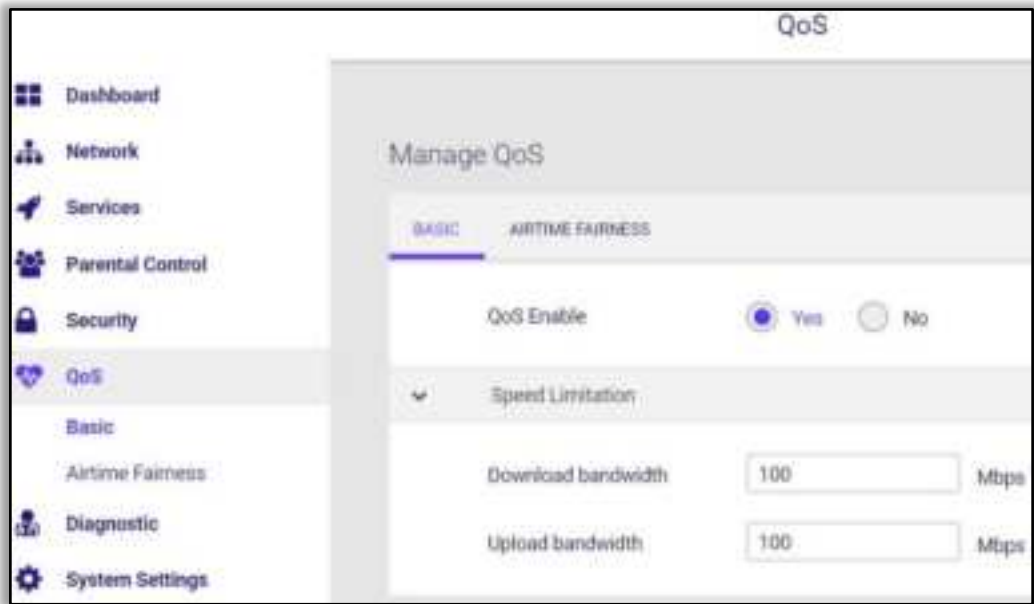 QoS
Dashboard
Network
Services
Parental Control
Security
QoS
Basic
Airtime Fairness
Diagnostic
System Settings
Manage QoS
BASIC AIRTIME FAIRNESS
QoS Enable Yes No
Speed Limitation
Download bandwidth 100 Mbps
Upload bandwidth 100 Mbps